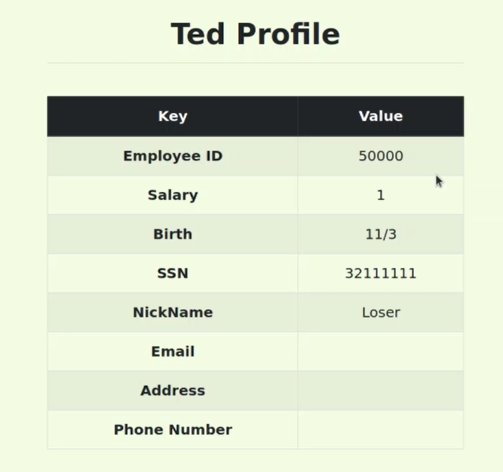 Ted Profile
Key Value
Employee ID 50000
Salary 1
Birth 11/3
SSN 32111111
NickName Loser
Email
Address
Phone Number